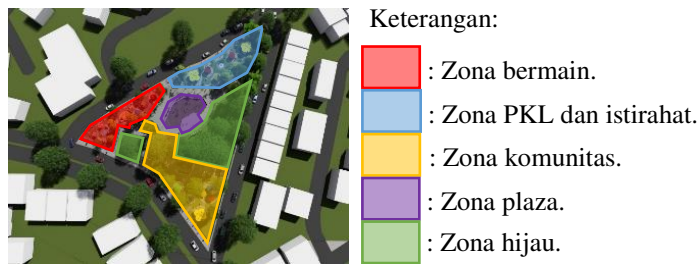 Keterangan:
: Zona bermain.
: Zona PKL dan istirahat.
: Zona komunitas.
: Zona plaza.
: Zona hijau.